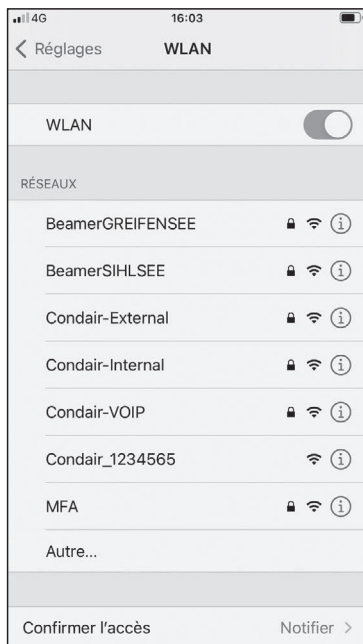 4G 16:03
Réglages WLAN
WLAN
RÉSEAUX
BeamerGREIFENSEE
BeamerSIHLSEE
Condair-External
Condair-Internal
Condair-VOIP
Condair_1234565
MFA
Autre...
Confirmer l'accès Notifier